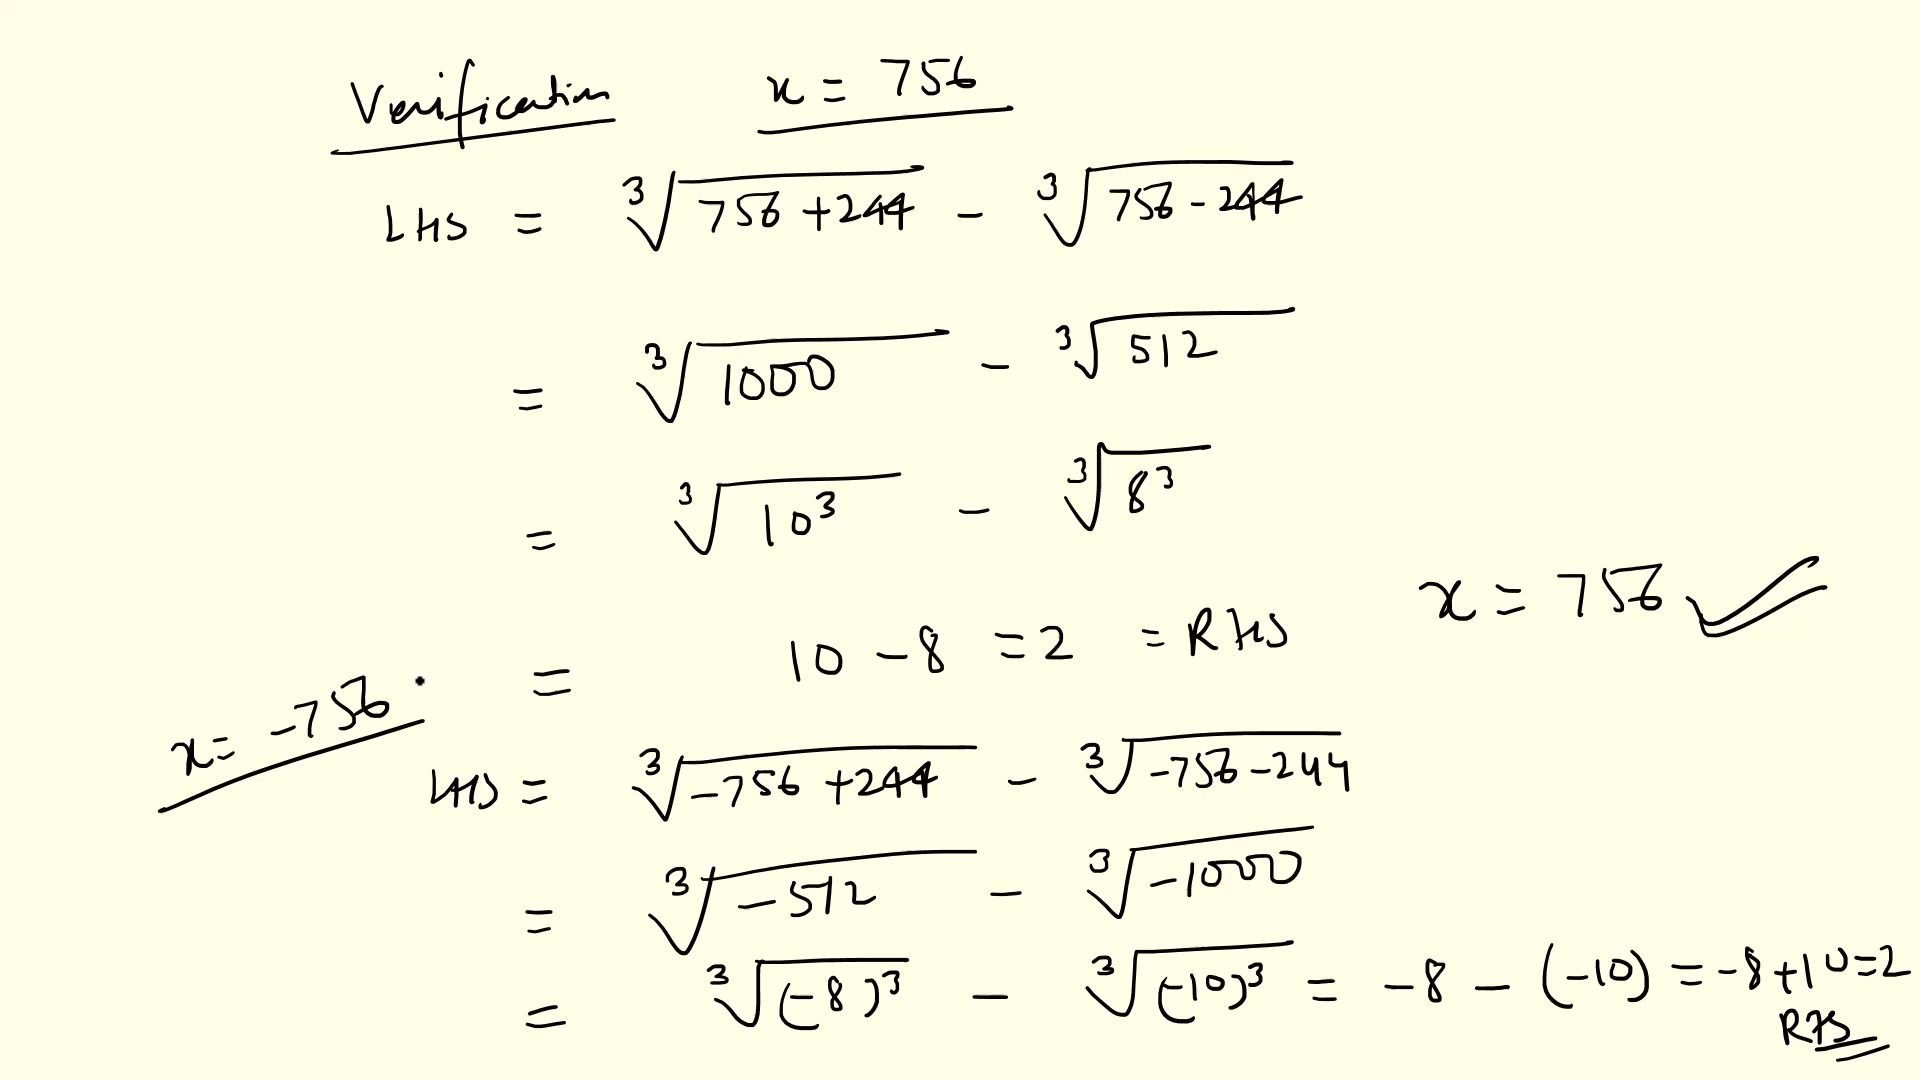 Verification x = 756
LHS = ∛(756 + 244) - ∛(756 - 244)
= ∛1000 - ∛512
= ∛10³ - ∛8³
x = 756 ✓
= 10 - 8 = 2 = RHS
x = -756
LHS = ∛(-756 + 244) - ∛(-756 - 244)
= ∛-512 - ∛-1000
= ∛(-8)³ - ∛(-10)³ = -8 - (-10) = -8 + 10 = 2
RHS